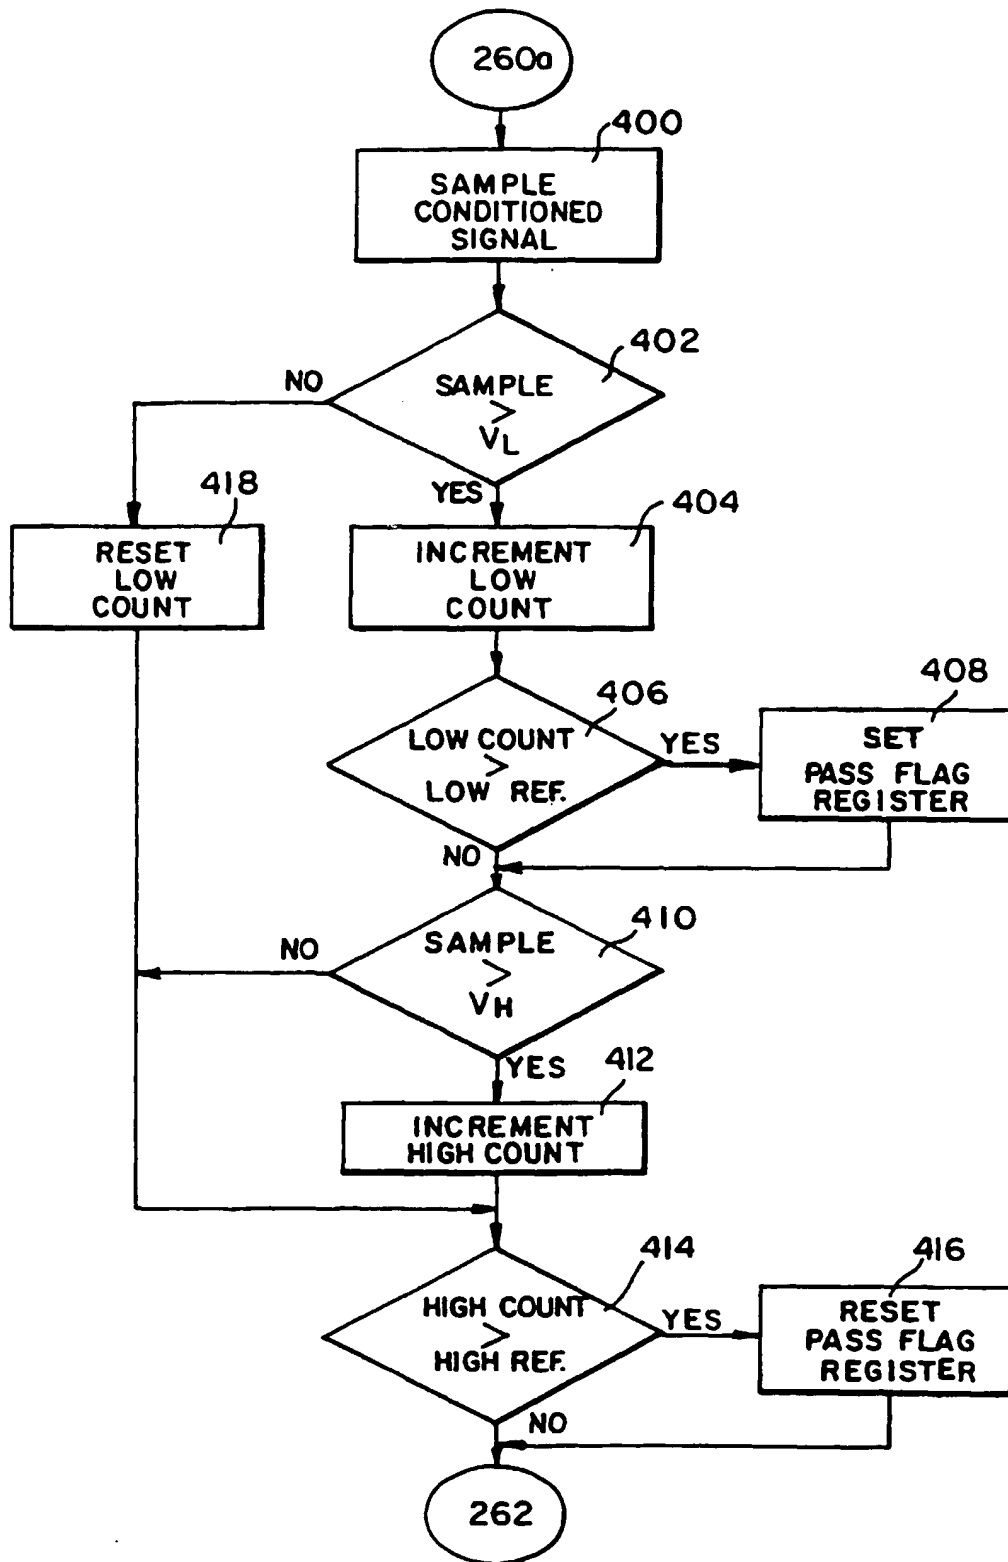 260a
400
SAMPLE
CONDITIONED
SIGNAL
402
NO
SAMPLE
>
VL
YES
418
RESET
LOW
COUNT
404
INCREMENT
LOW
COUNT
406
LOW COUNT
>
LOW REF.
YES
408
SET
PASS FLAG
REGISTER
NO
410
NO
SAMPLE
>
VH
YES
412
INCREMENT
HIGH COUNT
414
HIGH COUNT
>
HIGH REF.
YES
416
RESET
PASS FLAG
REGISTER
NO
262